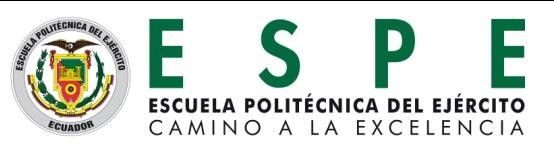 ESCUELA POLITÉCNICA DEL EJÉRCITO
ECUADOR
E S P E
ESCUELA POLITÉCNICA DEL EJÉRCITO
CAMINO A LA EXCELENCIA